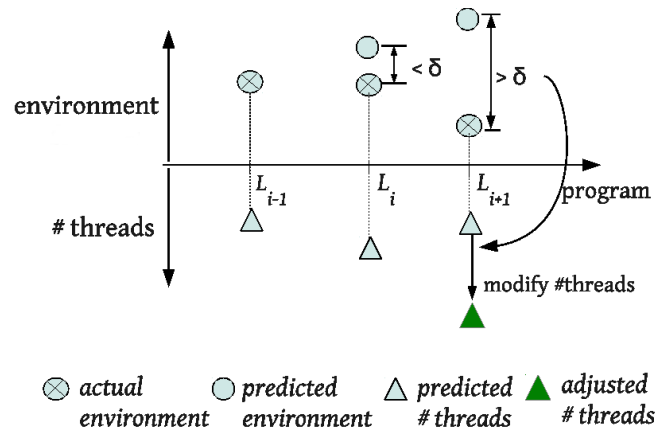 environment
< δ
> δ
L i-1
L i
L i+1
program
# threads
modify #threads
actual environment
predicted environment
predicted # threads
adjusted # threads